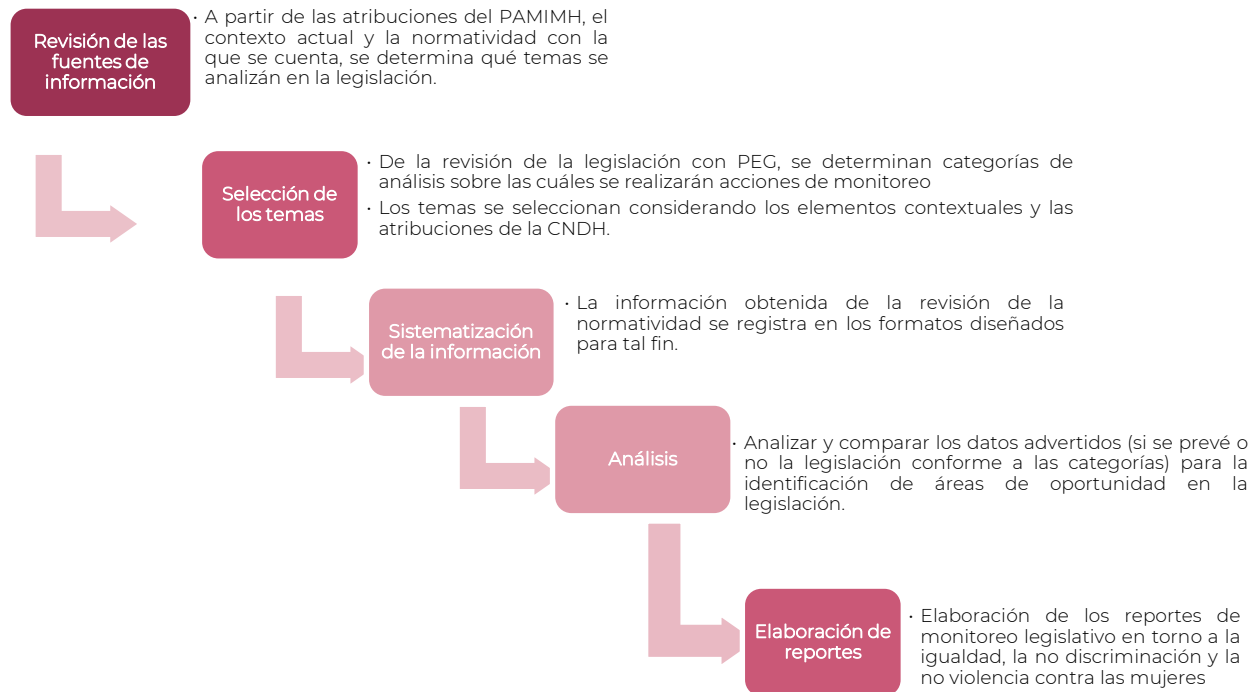 Revisión de las
fuentes de
información
· A partir de las atribuciones del PAMIMH, el
contexto actual y la normatividad con la
que se cuenta, se determina qué temas se
analizán en la legislación.
Selección de
los temas
· De la revisión de la legislación con PEG, se determinan categorías de
análisis sobre las cuáles se realizarán acciones de monitoreo
· Los temas se seleccionan considerando los elementos contextuales y las
atribuciones de la CNDH.
Sistematización
de la información
· La información obtenida de la revisión de la
normatividad se registra en los formatos diseñados
para tal fin.
Análisis
· Analizar y comparar los datos advertidos (si se prevé o
no la legislación conforme a las categorías) para la
identificación de áreas de oportunidad en la
legislación.
Elaboración de
reportes
· Elaboración de los reportes de
monitoreo legislativo en torno a la
igualdad, la no discriminación y la
no violencia contra las mujeres